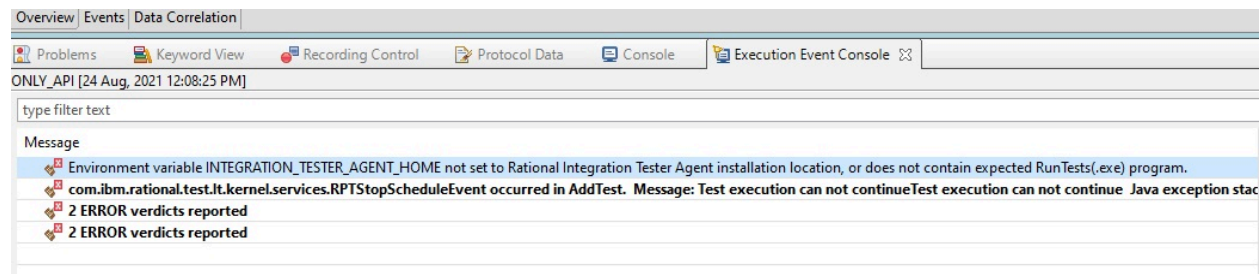 Overview Events Data Correlation
Problems Keyword View Recording Control Protocol Data Console Execution Event Console
ONLY_API [24 Aug, 2021 12:08:25 PM]
type filter text
Message
Environment variable INTEGRATION_TESTER_AGENT_HOME not set to Rational Integration Tester Agent installation location, or does not contain expected RunTests(.exe) program.
com.ibm.rational.test.lt.kernel.services.RPTStopScheduleEvent occurred in AddTest. Message: Test execution can not continueTest execution can not continue Java exception stac
2 ERROR verdicts reported
2 ERROR verdicts reported